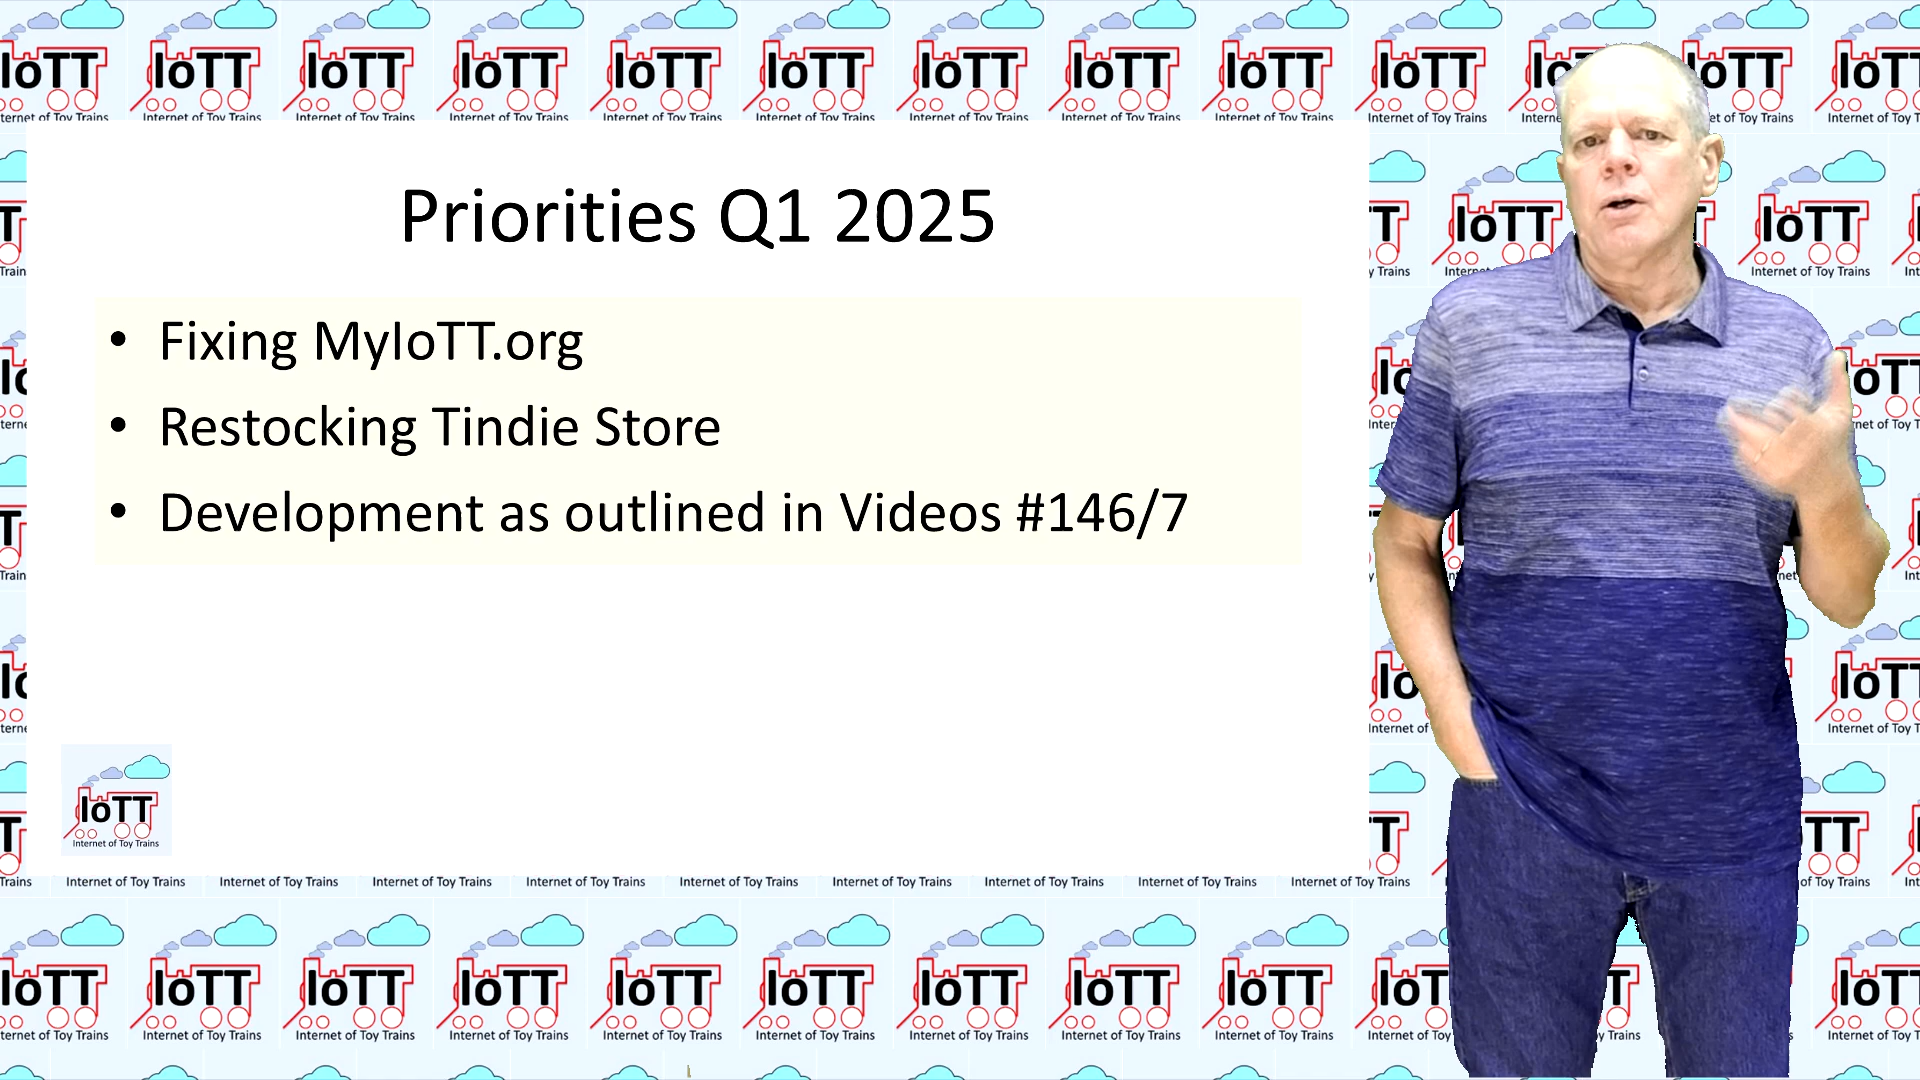 Priorities Q1 2025
• Fixing MyIoTT.org
• Restocking Tindie Store
• Development as outlined in Videos #146/7
IoTT
Internet of Toy Trains